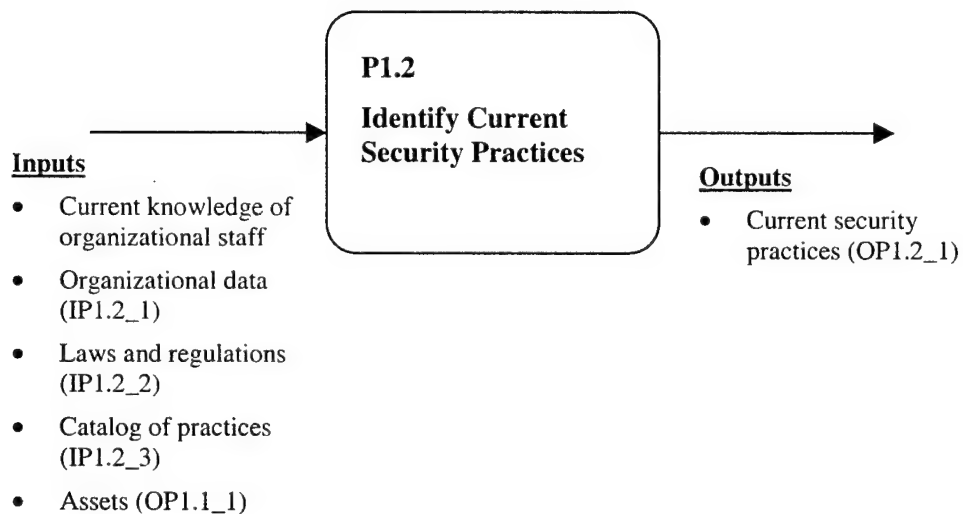 P1.2
Identify Current
Security Practices
Inputs
• Current knowledge of
organizational staff
• Organizational data
(IP1.2_1)
• Laws and regulations
(IP1.2_2)
• Catalog of practices
(IP1.2_3)
• Assets (OP1.1_1)
Outputs
• Current security
practices (OP1.2_1)